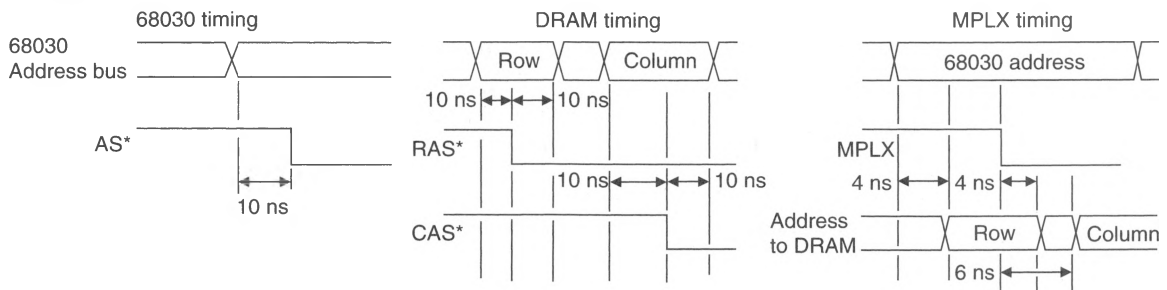 68030 timing
68030
Address bus
AS*
10 ns
DRAM timing
Row
Column
10 ns
10 ns
RAS*
10 ns
10 ns
CAS*
MPLX timing
68030 address
MPLX
4 ns
4 ns
Address
to DRAM
Row
Column
6 ns